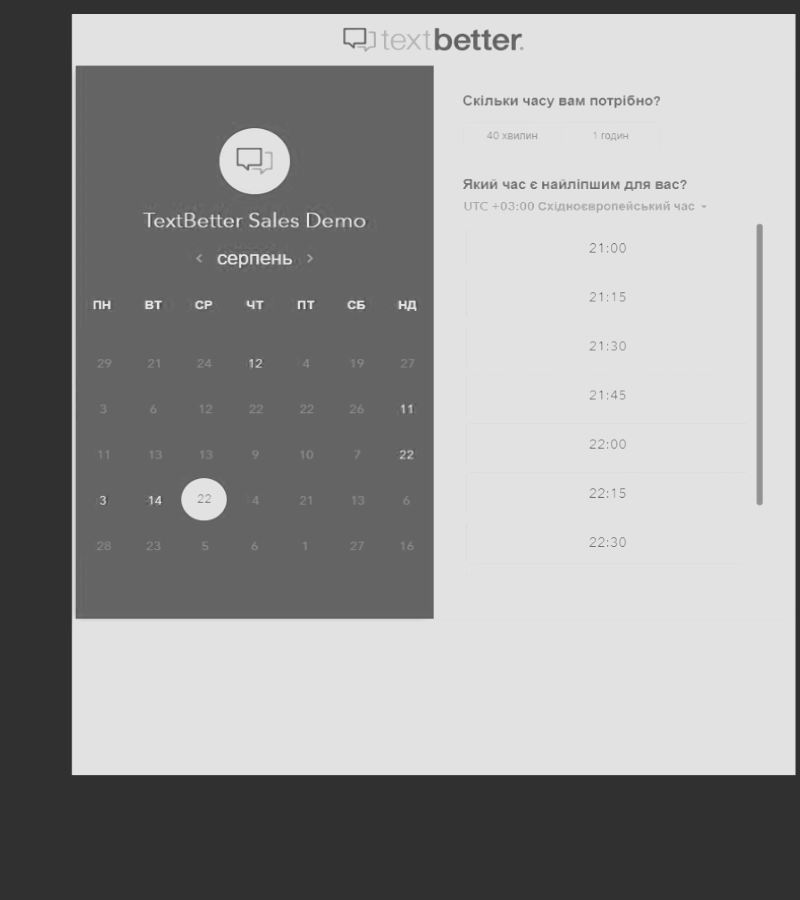 textbetter.
TextBetter Sales Demo
‹ серпень ›
ПН ВТ СР ЧТ ПТ СБ НД
29 21 24 12 4 19 27
3 6 12 22 22 26 11
11 13 13 9 10 7 22
3 14 22 4 21 13 6
28 23 5 6 1 27 16
Скільки часу вам потрібно?
40 хвилин 1 годин
Який час є найліпшим для вас?
UTC +03:00 Східноєвропейський час
21:00
21:15
21:30
21:45
22:00
22:15
22:30